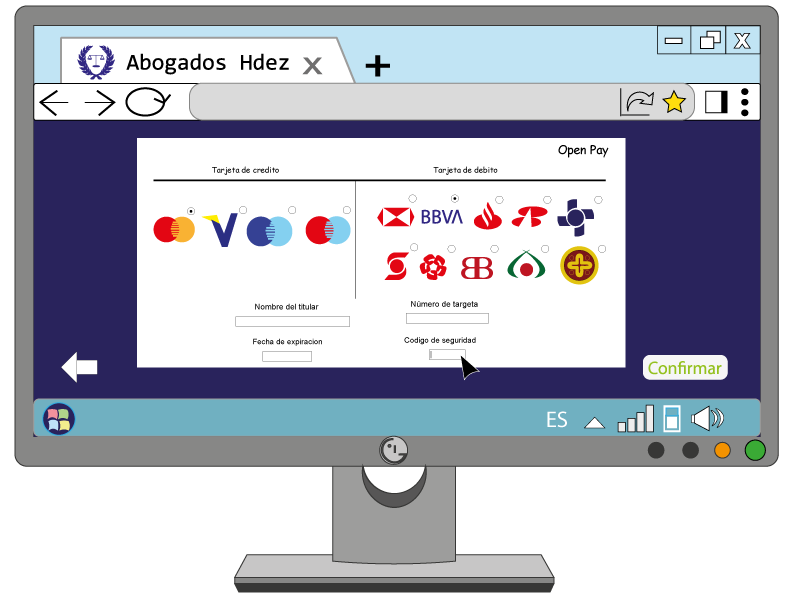 Abogados Hdez X
X
Open Pay
Tarjeta de credito
Tarjeta de debito
V
BBVA
BB
Nombre del titular
Número de targeta
Fecha de expiracion
Codigo de seguridad
Confirmar
ES